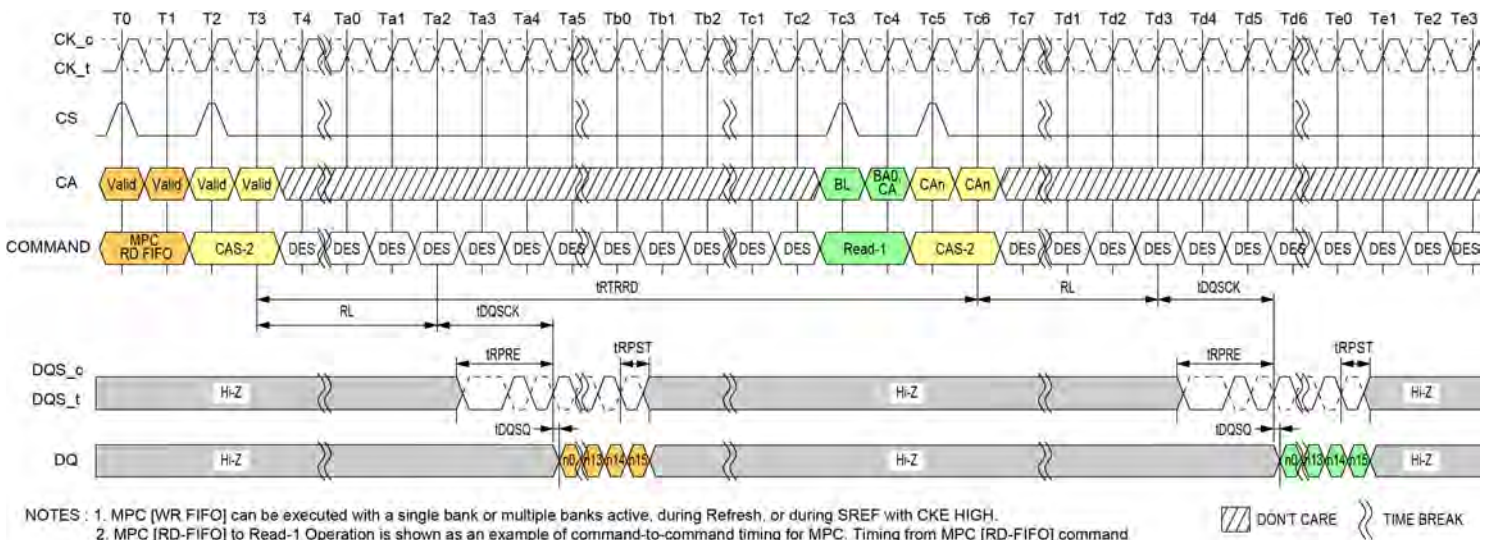 T0 T1 T2 T3 T4 Ta0 Ta1 Ta2 Ta3 Ta4 Ta5 Tb0 Tb1 Tb2 Tc1 Tc2 Tc3 Tc4 Tc5 Tc6 Tc7 Td1 Td2 Td3 Td4 Td5 Td6 Te0 Te1 Te2 Te3
CK_c
CK_t
CS
CA Valid Valid Valid Valid BL BA0, CA CAn CAn
COMMAND MPC RD FIFO CAS-2 DES DES DES DES DES DES DES DES DES DES DES DES Read-1 CAS-2 DES DES DES DES DES DES DES DES DES DES DES
tRTRRD RL tDQSCK
RL tDQSCK
tRPRE tRPST tRPRE tRPST
DQS_c
DQS_t Hi-Z Hi-Z Hi-Z
tDQSQ tDQSQ
DQ Hi-Z n0 n13 n14 n15 Hi-Z n0 n13 n14 n15 Hi-Z
NOTES : 1. MPC [WR FIFO] can be executed with a single bank or multiple banks active, during Refresh, or during SREF with CKE HIGH.
2. MPC [RD-FIFO] to Read-1 Operation is shown as an example of command-to-command timing for MPC. Timing from MPC [RD-FIFO] command
DON'T CARE TIME BREAK